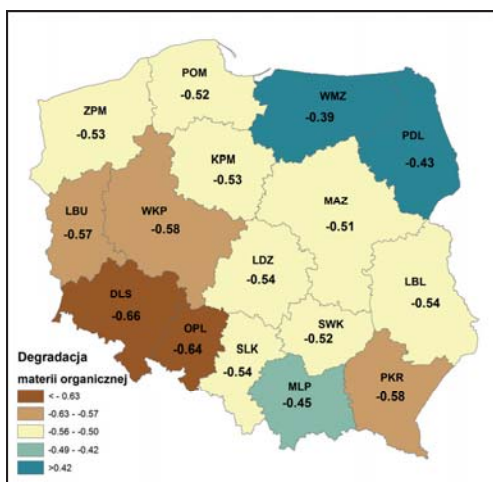 POM
-0.52
WMZ
-0.39
ZPM
-0.53
PDL
-0.43
KPM
-0.53
MAZ
-0.51
LBU
-0.57
WKP
-0.58
LDZ
-0.54
LBL
-0.54
DLS
-0.66
OPL
-0.64
SWK
-0.52
SLK
-0.54
MLP
-0.45
PKR
-0.58
Degradacja
materii organicznej
< - 0.63
-0.63 - -0.57
-0.56 - -0.50
-0.49 - -0.42
>0.42